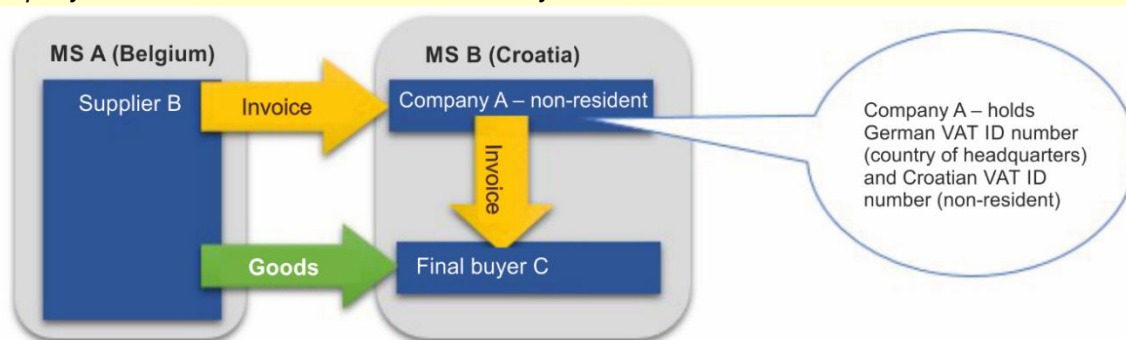 MS A (Belgium)
MS B (Croatia)
Supplier B
Invoice
Company A – non-resident
Invoice
Goods
Final buyer C
Company A – holds
German VAT ID number
(country of headquarters)
and Croatian VAT ID
number (non-resident)